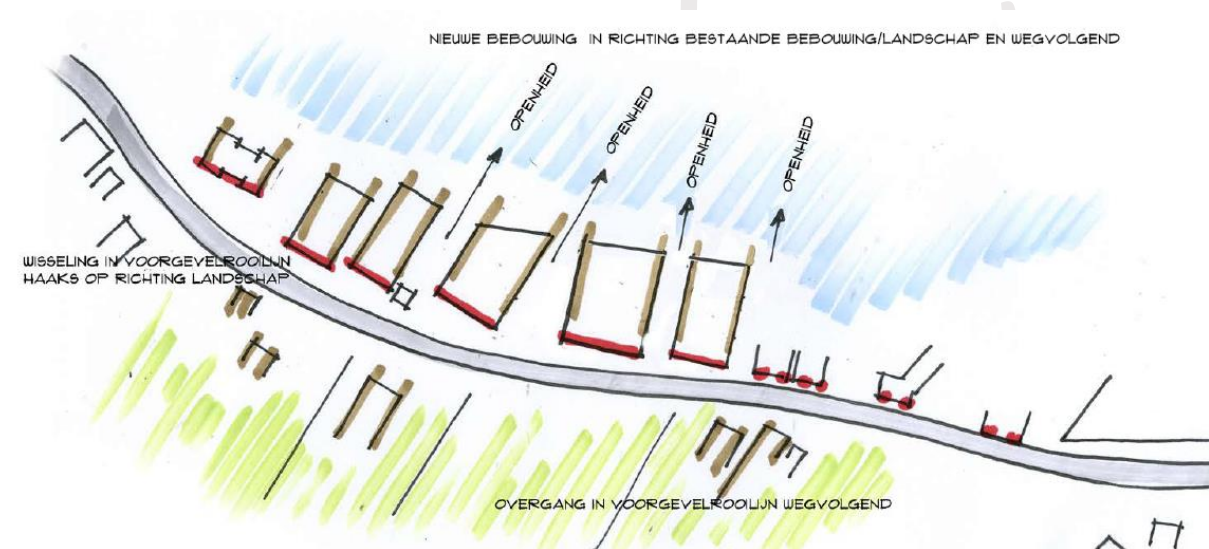 NIEUWE BEBOUWING IN RICHTING BESTAANDE BEBOUWING/LANDSCHAP EN WEGVOLGEND
OPENHEID
OPENHEID
OPENHEID
OPENHEID
WISSELING IN VOORGEVELROOILIJN
HAAKS OP RICHTING LANDSCHAP
OVERGANG IN VOORGEVELROOILIJN WEGVOLGEND